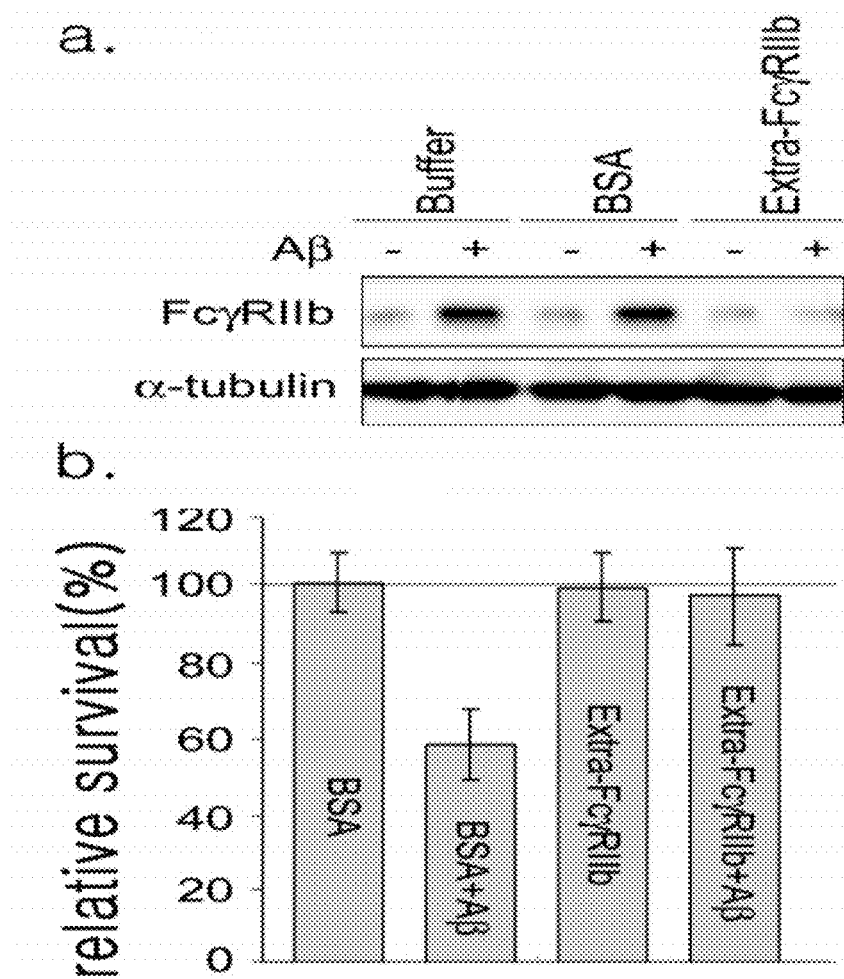 a.
Buffer BSA Extra-FcγRIIb
Aβ - + - + - +
FcγRIIb
α-tubulin
b.
relative survival(%)
120
100
80
60
40
20
0
BSA
BSA+Aβ
Extra-FcγRIIb
Extra-FcγRIIb+Aβ